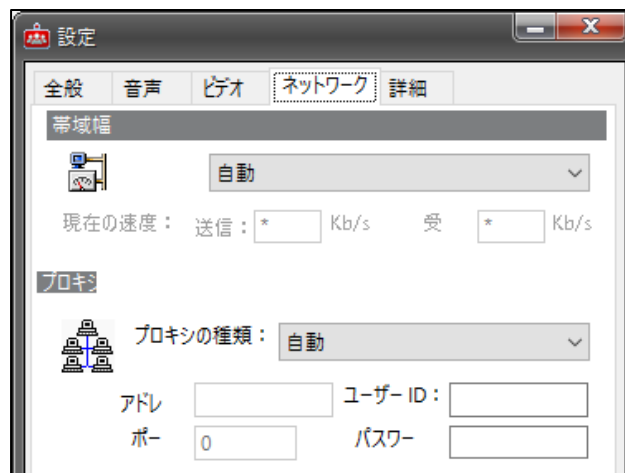 設定
全般 音声 ビデオ ネットワーク 詳細
帯域幅
自動
現在の速度： 送信： * Kb/s 受 * Kb/s
プロキシ
プロキシの種類： 自動
アドレ ユーザー ID：
ポー 0 パスワー